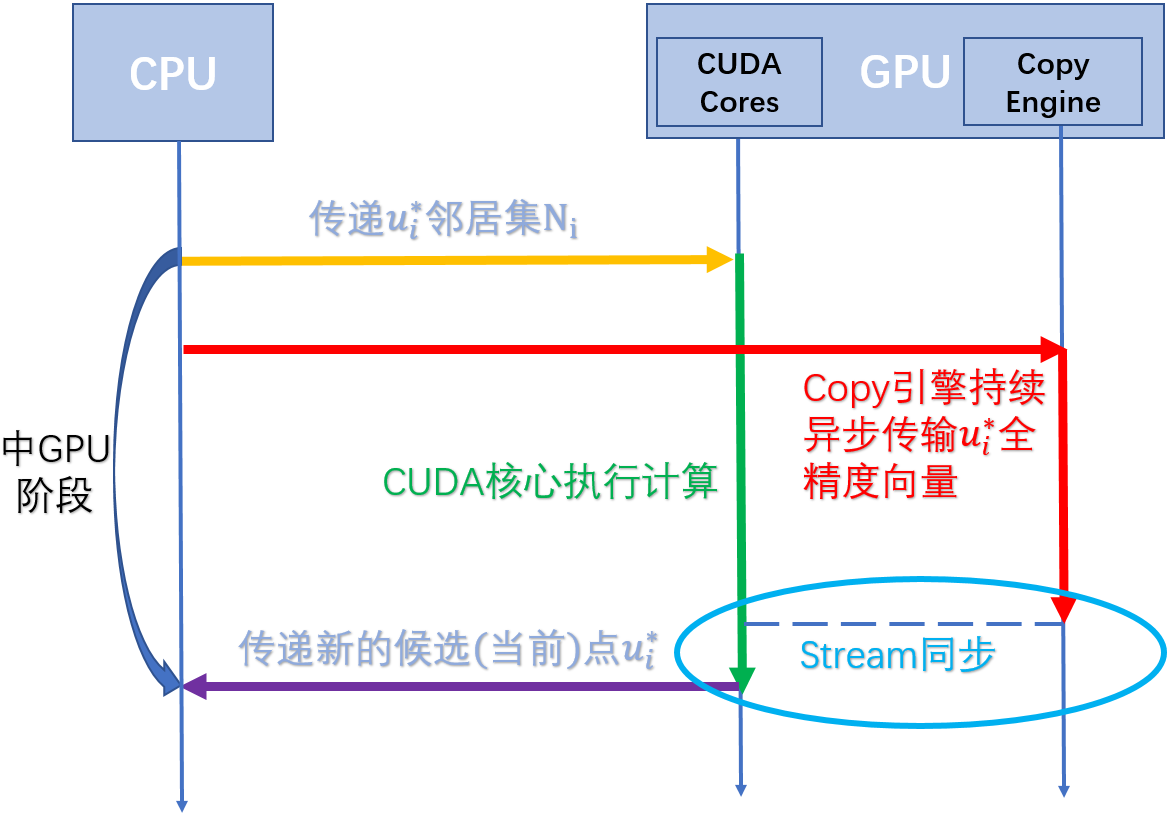 CPU
GPU
CUDA
Cores
Copy
Engine
传递$u_i^*$邻居集$N_i$
Copy引擎持续
异步传输$u_i^*$全
精度向量
中GPU
阶段
CUDA核心执行计算
传递新的候选(当前)点$u_i^*$
Stream同步